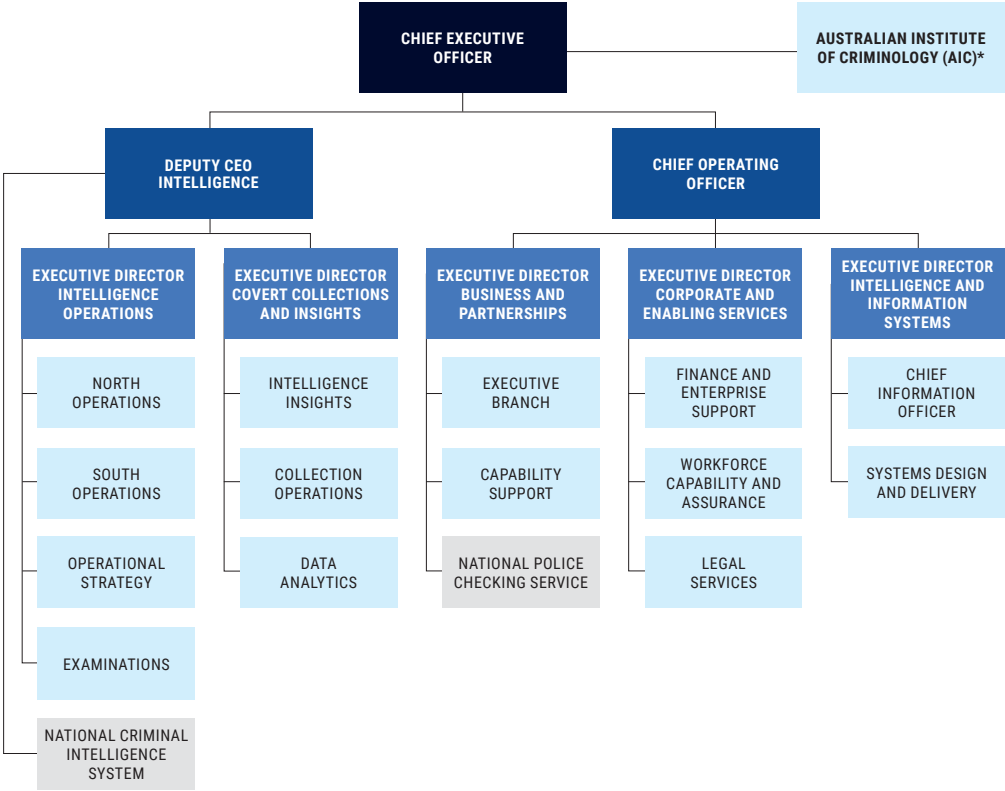 CHIEF EXECUTIVE
OFFICER
AUSTRALIAN INSTITUTE
OF CRIMINOLOGY (AIC)*
DEPUTY CEO
INTELLIGENCE
CHIEF OPERATING
OFFICER
EXECUTIVE DIRECTOR
INTELLIGENCE
OPERATIONS
EXECUTIVE DIRECTOR
COVERT COLLECTIONS
AND INSIGHTS
EXECUTIVE DIRECTOR
BUSINESS AND
PARTNERSHIPS
EXECUTIVE DIRECTOR
CORPORATE AND
ENABLING SERVICES
EXECUTIVE DIRECTOR
INTELLIGENCE AND
INFORMATION
SYSTEMS
NORTH
OPERATIONS
INTELLIGENCE
INSIGHTS
EXECUTIVE
BRANCH
FINANCE AND
ENTERPRISE
SUPPORT
CHIEF
INFORMATION
OFFICER
SOUTH
OPERATIONS
COLLECTION
OPERATIONS
CAPABILITY
SUPPORT
WORKFORCE
CAPABILITY AND
ASSURANCE
SYSTEMS DESIGN
AND DELIVERY
OPERATIONAL
STRATEGY
DATA
ANALYTICS
NATIONAL POLICE
CHECKING SERVICE
LEGAL
SERVICES
EXAMINATIONS
NATIONAL CRIMINAL
INTELLIGENCE
SYSTEM